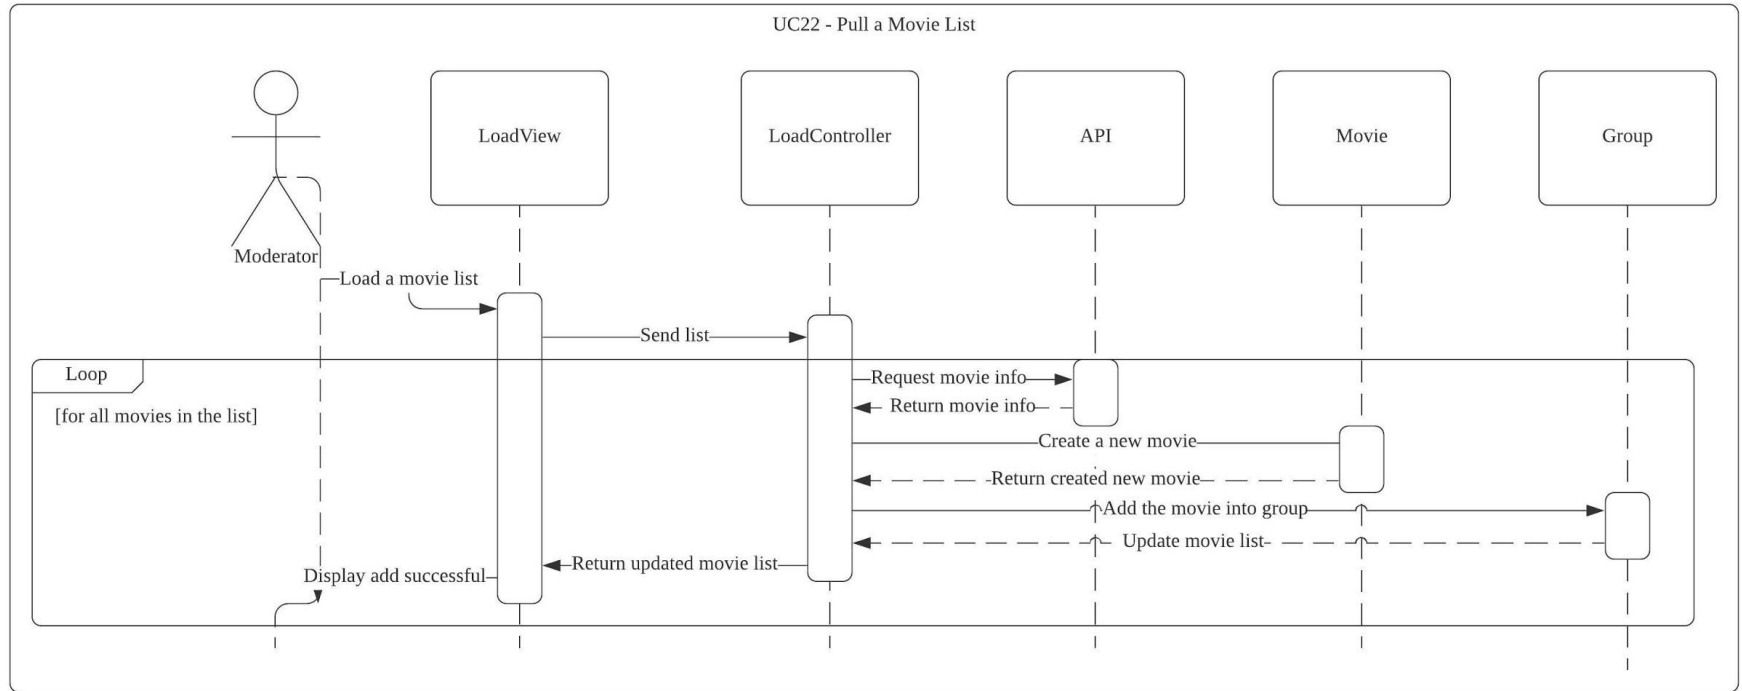 UC22 - Pull a Movie List
LoadView
LoadController
API
Movie
Group
Moderator
Load a movie list
Send list
Loop
[for all movies in the list]
Request movie info
Return movie info
Create a new movie
Return created new movie
Add the movie into group
Update movie list
Return updated movie list
Display add successful